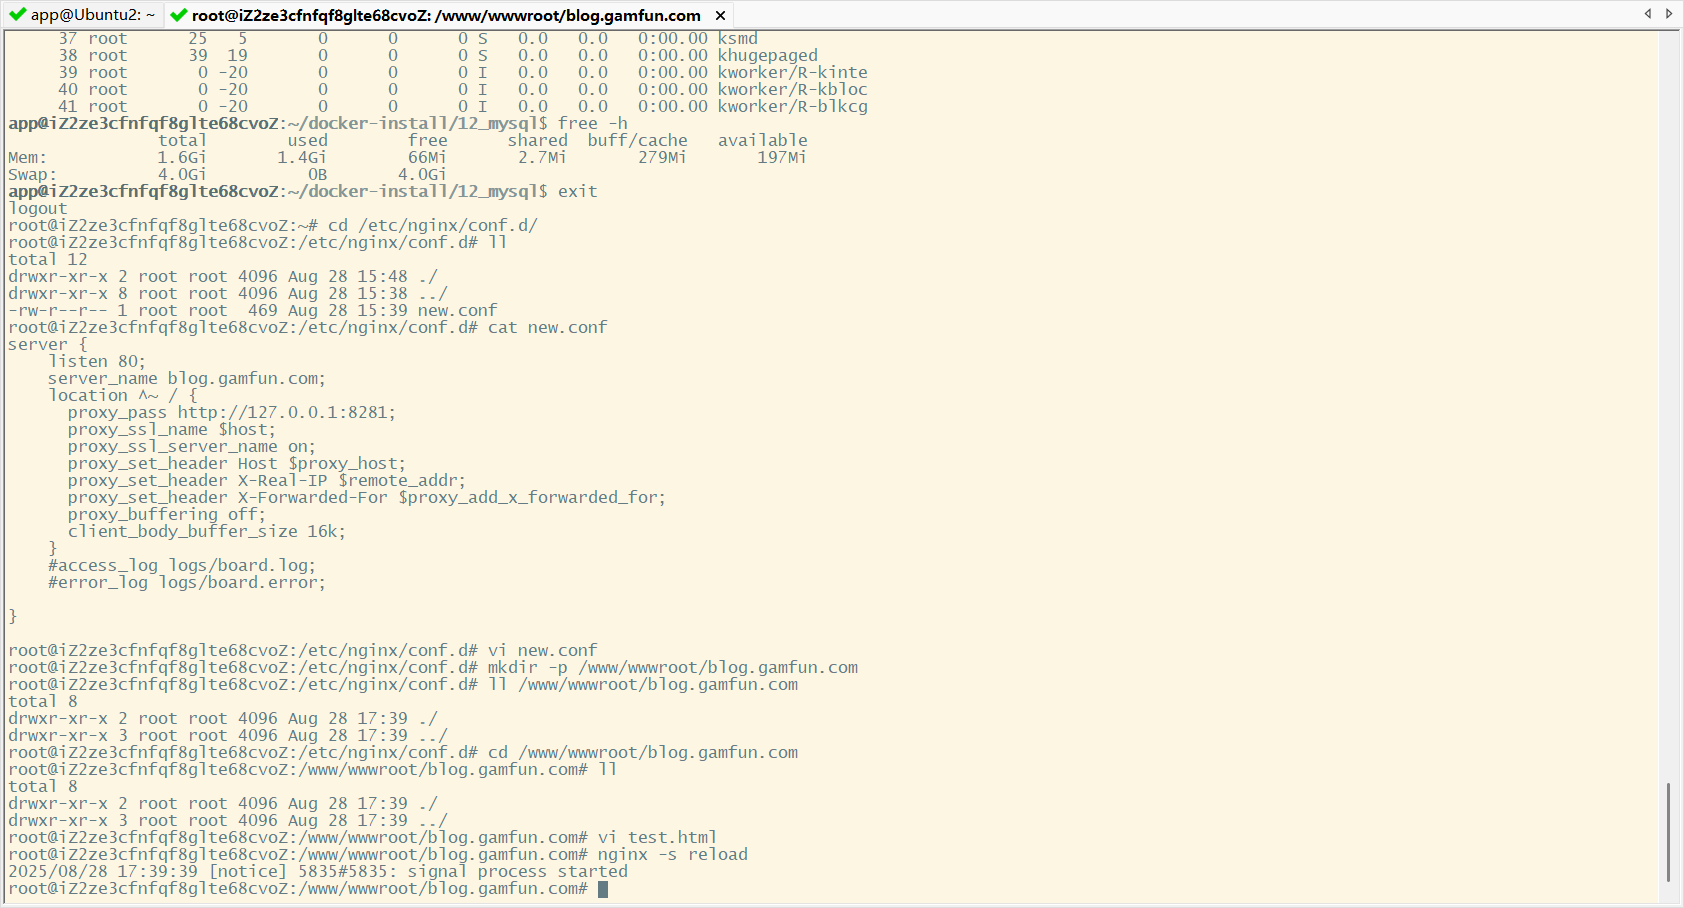 app@Ubuntu2: ~ root@iZ2ze3cfnfqf8glte68cvoZ: /www/wwwroot/blog.gamfun.com ×
     37 root      25   5       0      0      0 S   0.0   0.0   0:00.00 ksmd
     38 root      39  19       0      0      0 S   0.0   0.0   0:00.00 khugepaged
     39 root       0 -20       0      0      0 I   0.0   0.0   0:00.00 kworker/R-kinte
     40 root       0 -20       0      0      0 I   0.0   0.0   0:00.00 kworker/R-kbloc
     41 root       0 -20       0      0      0 I   0.0   0.0   0:00.00 kworker/R-blkcg
app@iZ2ze3cfnfqf8glte68cvoZ:~/docker-install/12_mysql$ free -h
               total        used        free      shared  buff/cache   available
Mem:           1.6Gi       1.4Gi        66Mi       2.7Mi       279Mi       197Mi
Swap:          4.0Gi          0B       4.0Gi
app@iZ2ze3cfnfqf8glte68cvoZ:~/docker-install/12_mysql$ exit
logout
root@iZ2ze3cfnfqf8glte68cvoZ:~# cd /etc/nginx/conf.d/
root@iZ2ze3cfnfqf8glte68cvoZ:/etc/nginx/conf.d# ll
total 12
drwxr-xr-x 2 root root 4096 Aug 28 15:48 ./
drwxr-xr-x 8 root root 4096 Aug 28 15:38 ../
-rw-r--r-- 1 root root  469 Aug 28 15:39 new.conf
root@iZ2ze3cfnfqf8glte68cvoZ:/etc/nginx/conf.d# cat new.conf
server {
    listen 80;
    server_name blog.gamfun.com;
    location ^~ / {
      proxy_pass http://127.0.0.1:8281;
      proxy_ssl_name $host;
      proxy_ssl_server_name on;
      proxy_set_header Host $proxy_host;
      proxy_set_header X-Real-IP $remote_addr;
      proxy_set_header X-Forwarded-For $proxy_add_x_forwarded_for;
      proxy_buffering off;
      client_body_buffer_size 16k;
    }
    #access_log logs/board.log;
    #error_log logs/board.error;
}
root@iZ2ze3cfnfqf8glte68cvoZ:/etc/nginx/conf.d# vi new.conf
root@iZ2ze3cfnfqf8glte68cvoZ:/etc/nginx/conf.d# mkdir -p /www/wwwroot/blog.gamfun.com
root@iZ2ze3cfnfqf8glte68cvoZ:/etc/nginx/conf.d# ll /www/wwwroot/blog.gamfun.com
total 8
drwxr-xr-x 2 root root 4096 Aug 28 17:39 ./
drwxr-xr-x 3 root root 4096 Aug 28 17:39 ../
root@iZ2ze3cfnfqf8glte68cvoZ:/etc/nginx/conf.d# cd /www/wwwroot/blog.gamfun.com
root@iZ2ze3cfnfqf8glte68cvoZ:/www/wwwroot/blog.gamfun.com# ll
total 8
drwxr-xr-x 2 root root 4096 Aug 28 17:39 ./
drwxr-xr-x 3 root root 4096 Aug 28 17:39 ../
root@iZ2ze3cfnfqf8glte68cvoZ:/www/wwwroot/blog.gamfun.com# vi test.html
root@iZ2ze3cfnfqf8glte68cvoZ:/www/wwwroot/blog.gamfun.com# nginx -s reload
2025/08/28 17:39:39 [notice] 5835#5835: signal process started
root@iZ2ze3cfnfqf8glte68cvoZ:/www/wwwroot/blog.gamfun.com#